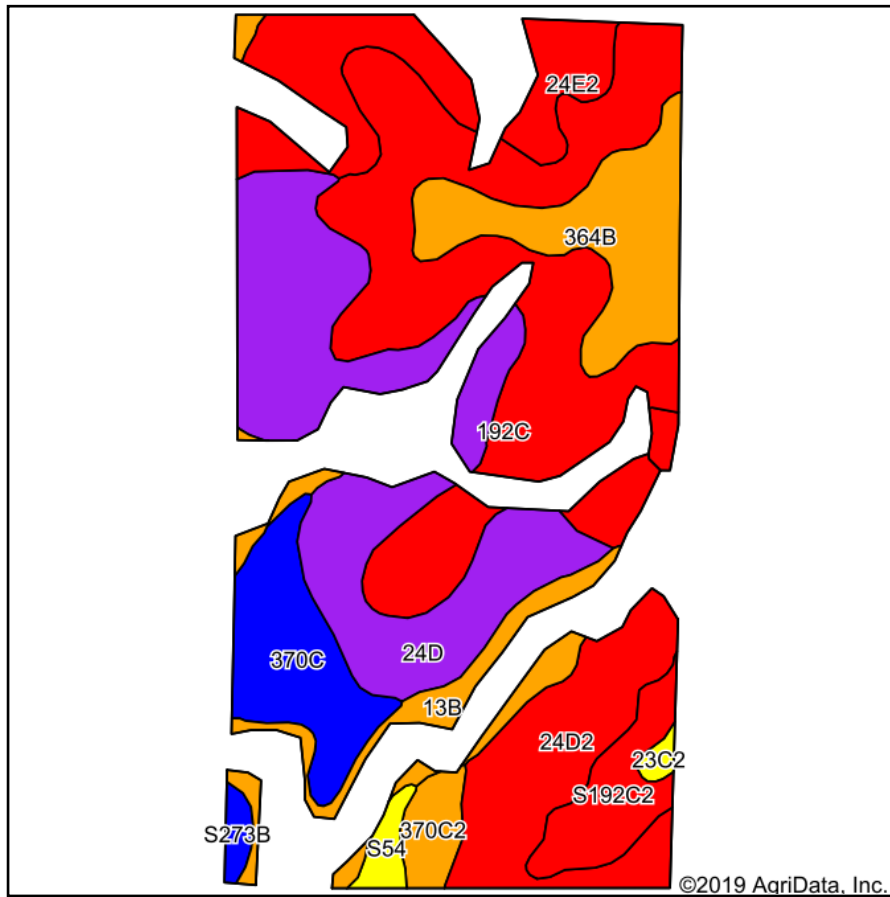 24E2
364B
192C
370C
24D
13B
24D2
23C2
S192C2
S273B
370C2
S54
©2019 AgriData, Inc.